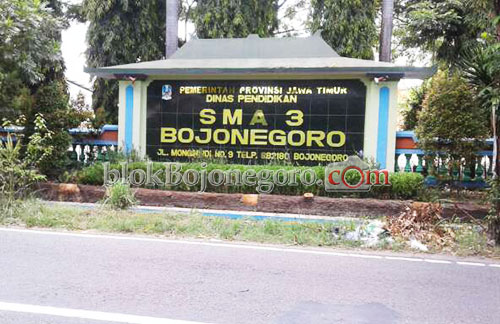 PEMERINTAH PROVINSI JAWA TIMUR
DINAS PENDIDIKAN
SMA 3
BOJONEGORO
JL. MONGINSIDI NO. 9 TELP. 882180 BOJONEGORO
blokBojonegoro.com